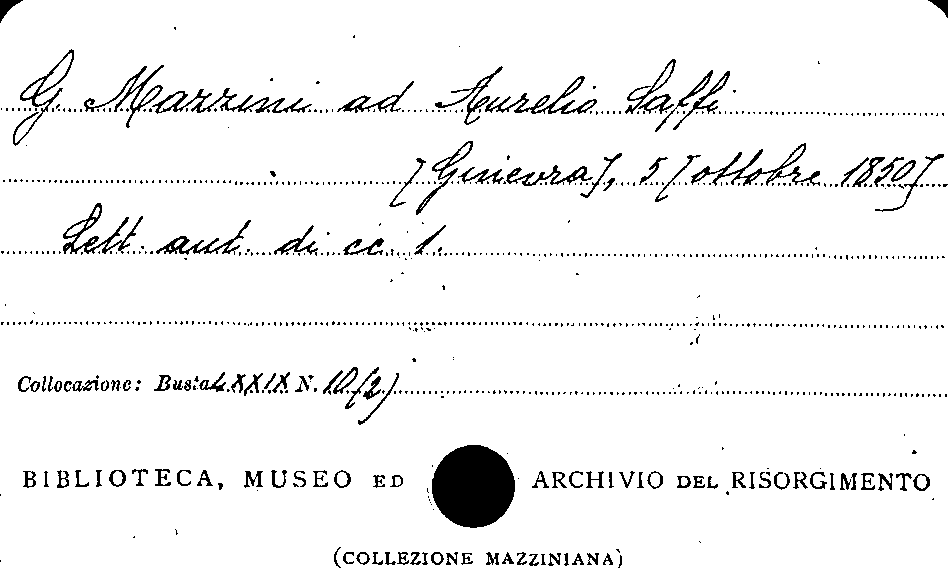 G. Mazzini ad Aurelio Saffi
[Ginevra], 5 [ottobre 1850]
Lett. aut. di cc. 1.
Collocazione: Busta LXXIX N. 10(2)
BIBLIOTECA, MUSEO ED ARCHIVIO DEL RISORGIMENTO
(COLLEZIONE MAZZINIANA)